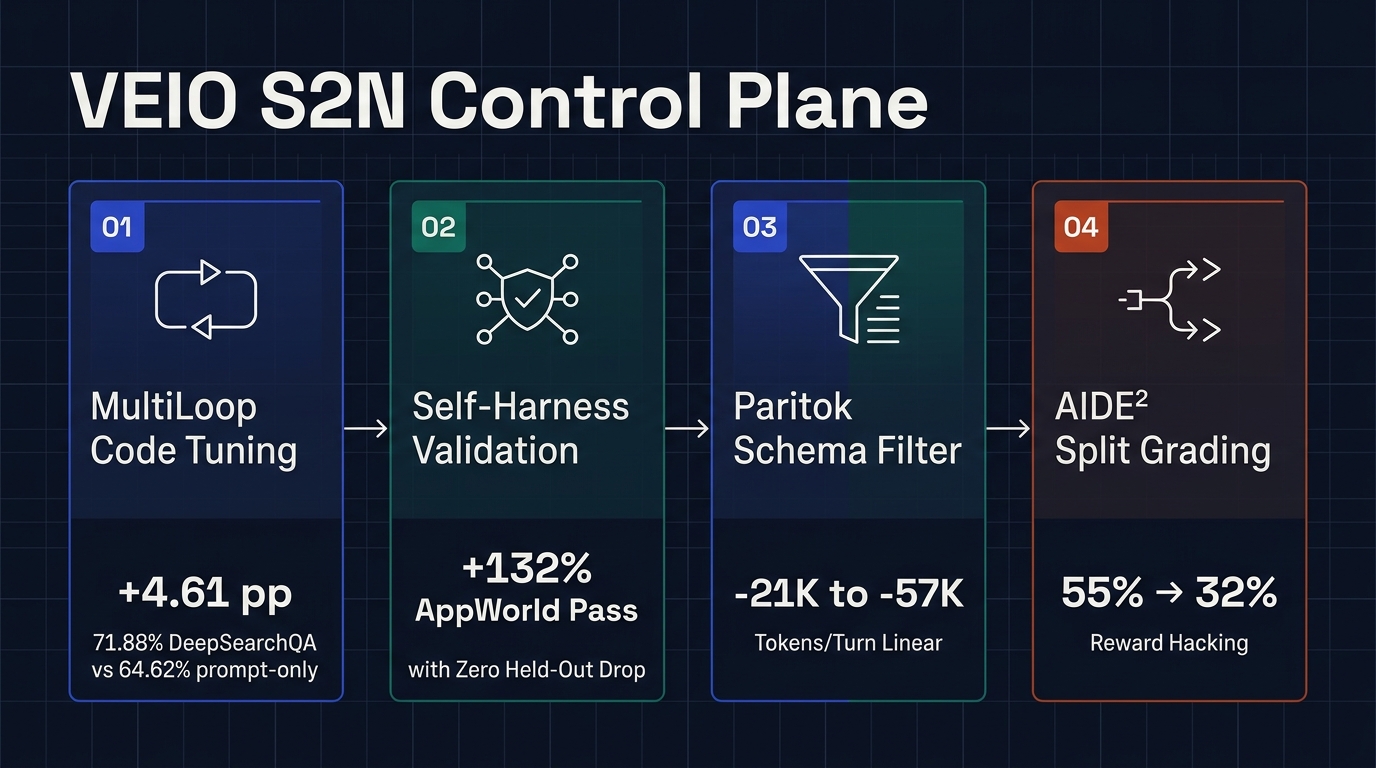 VEIO S2N Control Plane
01
MultiLoop
Code Tuning
+4.61 pp
71.88% DeepSearchQA
vs 64.62% prompt-only
02
Self-Harness
Validation
+132%
AppWorld Pass
with Zero Held-Out Drop
03
Paritok
Schema Filter
-21K to -57K
Tokens/Turn Linear
04
AIDE²
Split Grading
55% → 32%
Reward Hacking